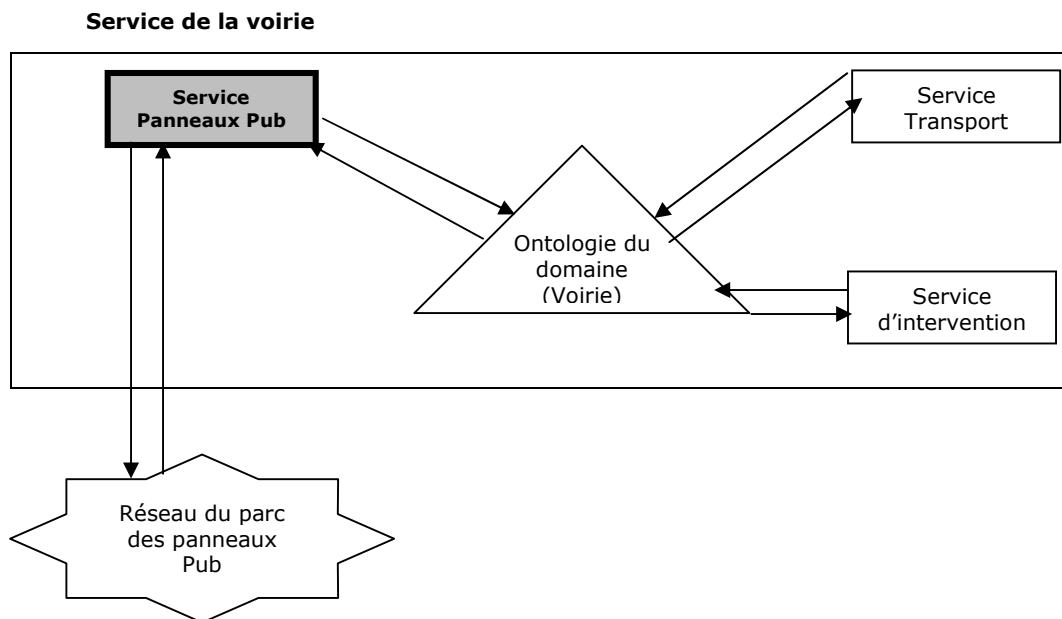 Service de la voirie
Service
Panneaux Pub
Service
Transport
Ontologie du
domaine
(Voirie)
Service
d’intervention
Réseau du parc
des panneaux
Pub